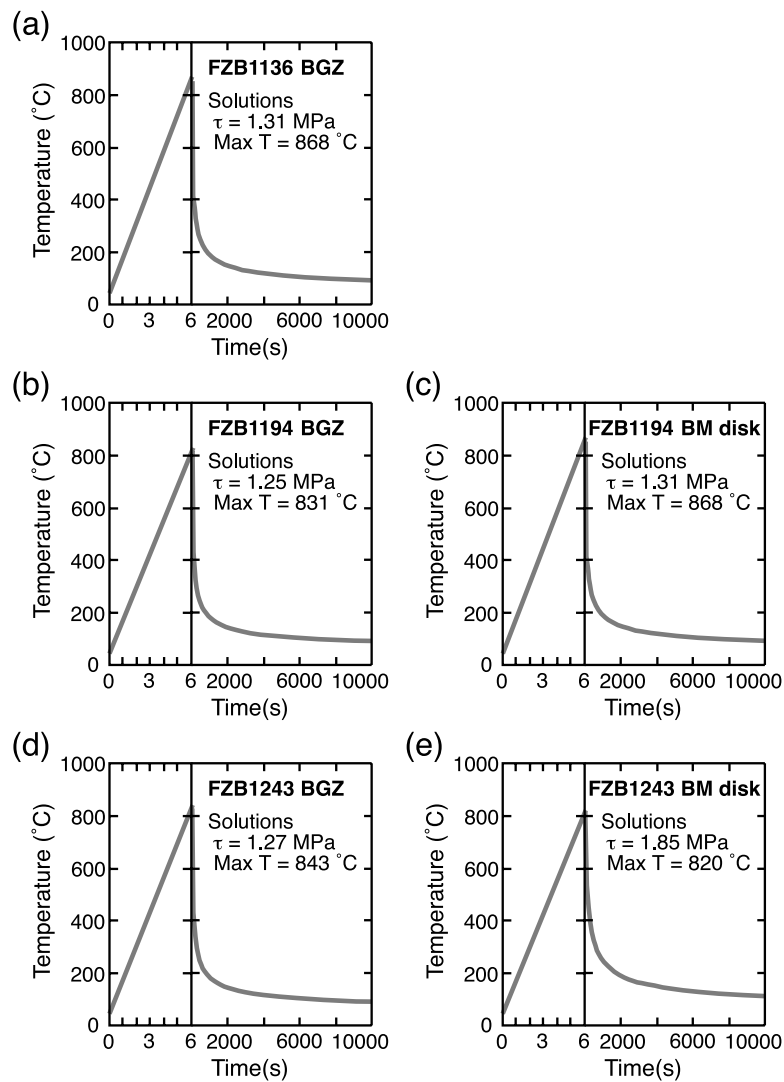 (a)
1000
800
600
400
200
0
Temperature (˚C)
FZB1136 BGZ
Solutions
τ = 1.31 MPa
Max T = 868 ˚C
0 3 6 2000 6000 10000
Time(s)
(b)
1000
800
600
400
200
0
Temperature (˚C)
FZB1194 BGZ
Solutions
τ = 1.25 MPa
Max T = 831 ˚C
0 3 6 2000 6000 10000
Time(s)
(c)
1000
800
600
400
200
0
Temperature (˚C)
FZB1194 BM disk
Solutions
τ = 1.31 MPa
Max T = 868 ˚C
0 3 6 2000 6000 10000
Time(s)
(d)
1000
800
600
400
200
0
Temperature (˚C)
FZB1243 BGZ
Solutions
τ = 1.27 MPa
Max T = 843 ˚C
0 3 6 2000 6000 10000
Time(s)
(e)
1000
800
600
400
200
0
Temperature (˚C)
FZB1243 BM disk
Solutions
τ = 1.85 MPa
Max T = 820 ˚C
0 3 6 2000 6000 10000
Time(s)